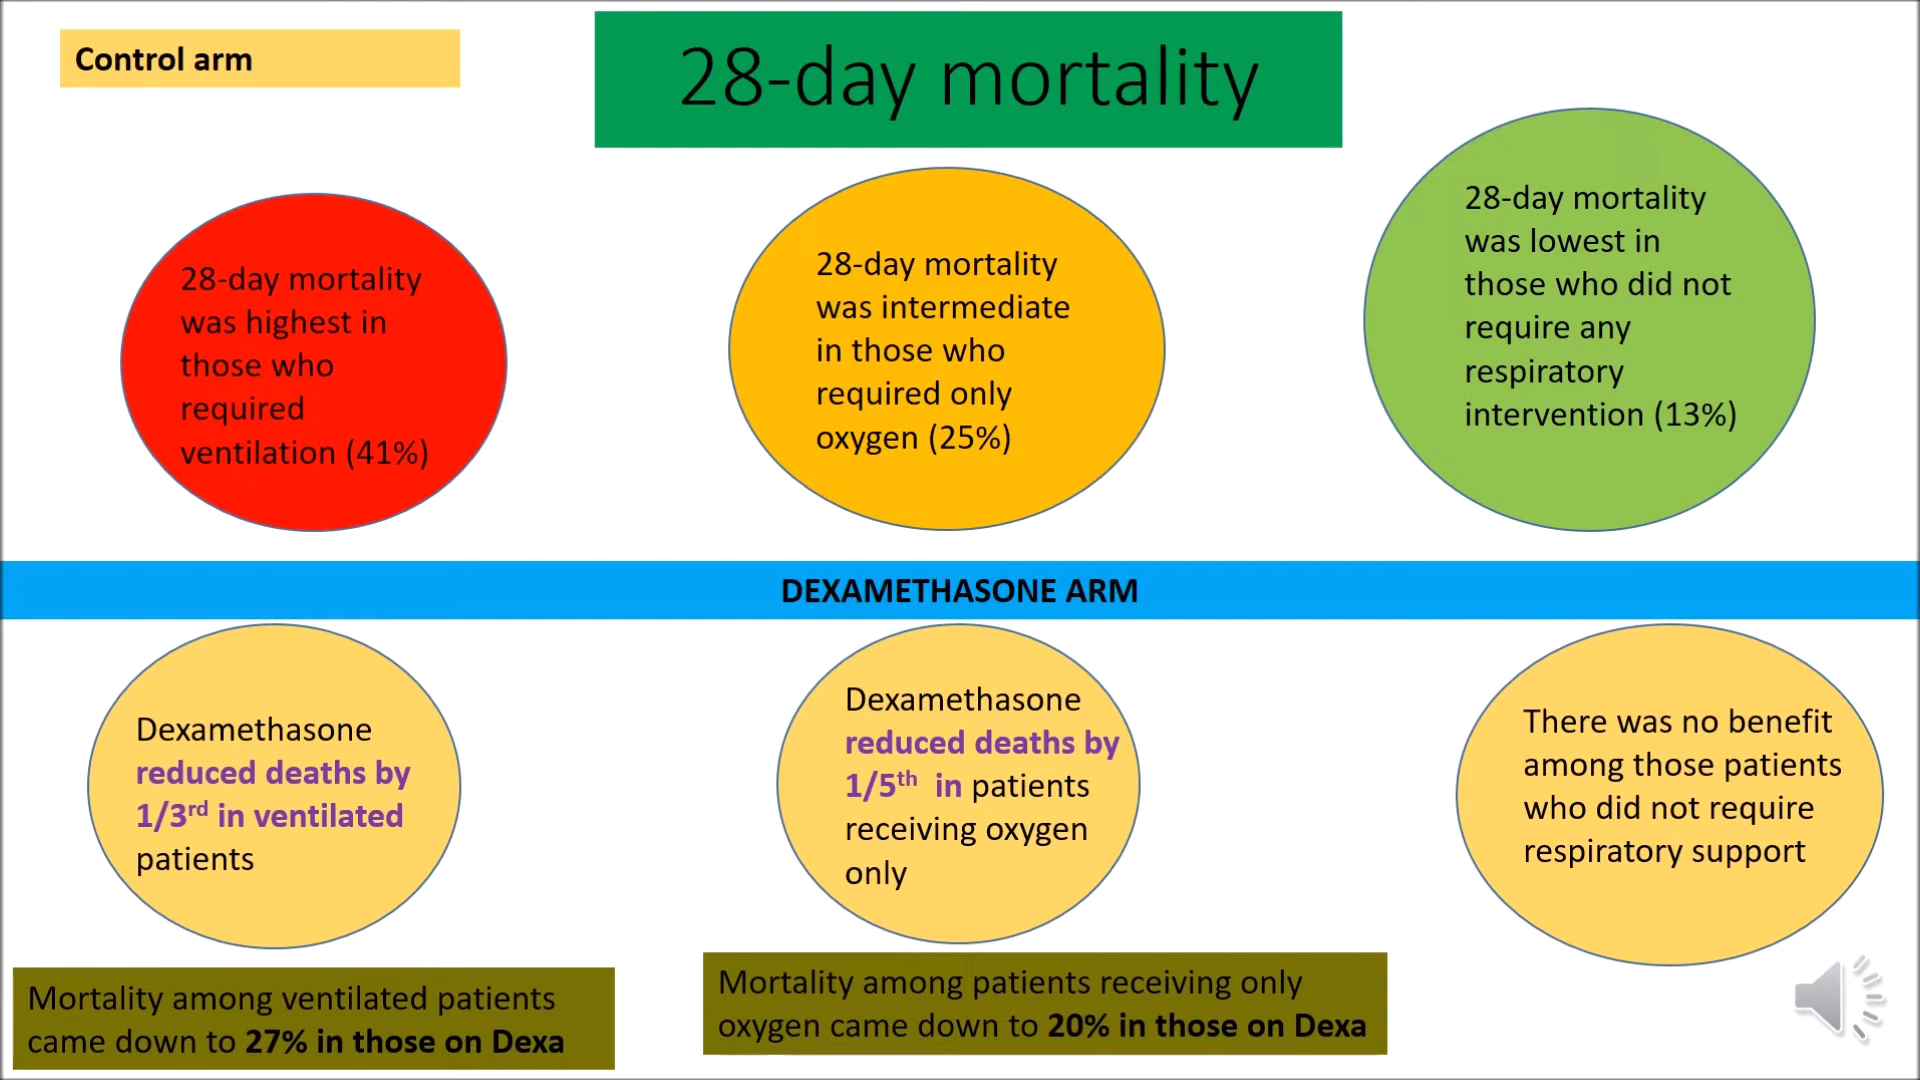 Control arm
28-day mortality
28-day mortality
was highest in
those who
required
ventilation (41%)
28-day mortality
was intermediate
in those who
required only
oxygen (25%)
28-day mortality
was lowest in
those who did not
require any
respiratory
intervention (13%)
DEXAMETHASONE ARM
Dexamethasone
reduced deaths by
1/3rd in ventilated
patients
Dexamethasone
reduced deaths by
1/5th in patients
receiving oxygen
only
There was no benefit
among those patients
who did not require
respiratory support
Mortality among ventilated patients
came down to 27% in those on Dexa
Mortality among patients receiving only
oxygen came down to 20% in those on Dexa